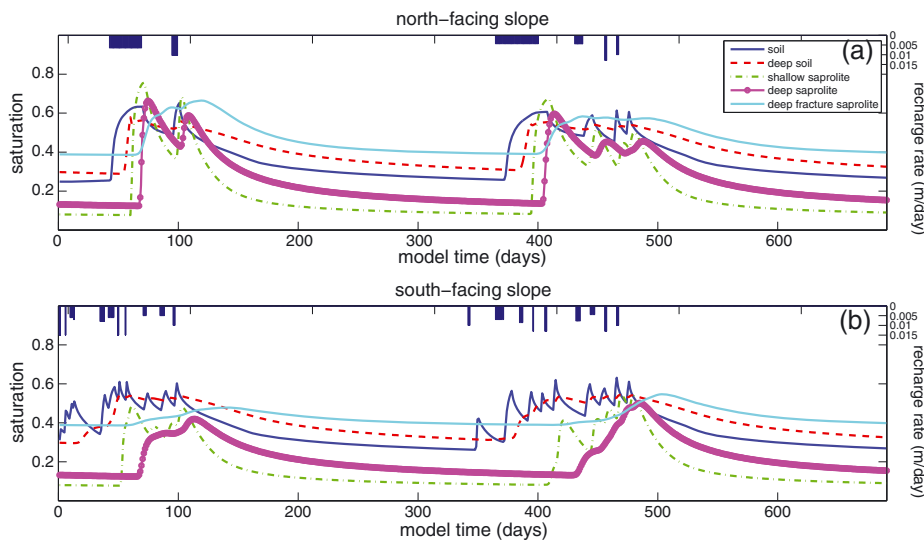 north-facing slope
(a)
0
0.005
0.01
0.015
0.8
0.6
0.4
0.2
saturation
soil
deep soil
shallow saprolite
deep saprolite
deep fracture saprolite
recharge rate (m/day)
0 100 200 300 400 500 600
model time (days)
south-facing slope
(b)
0
0.005
0.01
0.015
0.8
0.6
0.4
0.2
saturation
recharge rate (m/day)
0 100 200 300 400 500 600
model time (days)